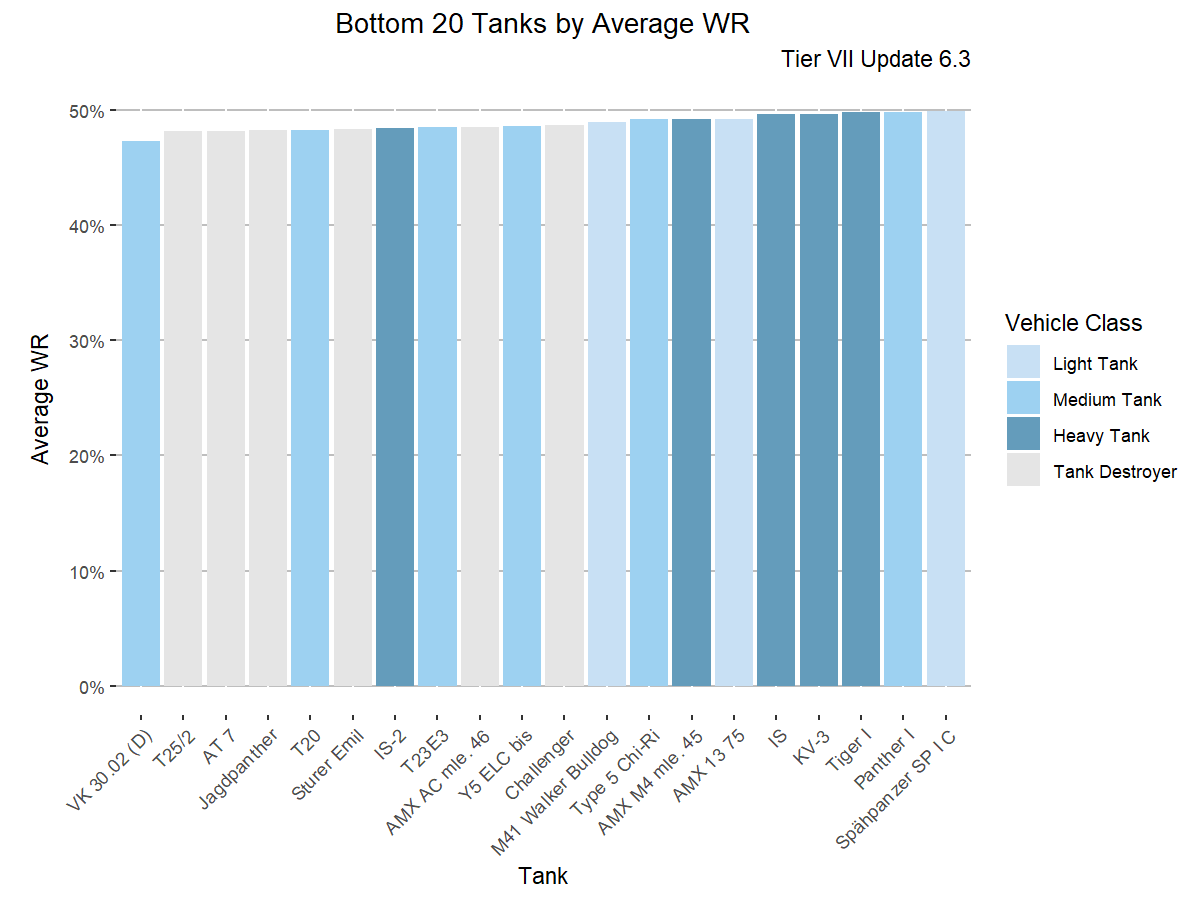 Bottom 20 Tanks by Average WR
Tier VII Update 6.3
50%
40%
30%
20%
10%
0%
Average WR
VK 30.02 (D)
T25/2
AT 7
Jagdpanther
T20
Sturer Emil
IS-2
T23E3
AMX AC mle. 46
Y5 ELC bis
Challenger
M41 Walker Bulldog
Type 5 Chi-Ri
AMX M4 mle. 45
AMX 13 75
IS
KV-3
Tiger I
Panther I
Spähpanzer SP I C
Tank
Vehicle Class
Light Tank
Medium Tank
Heavy Tank
Tank Destroyer